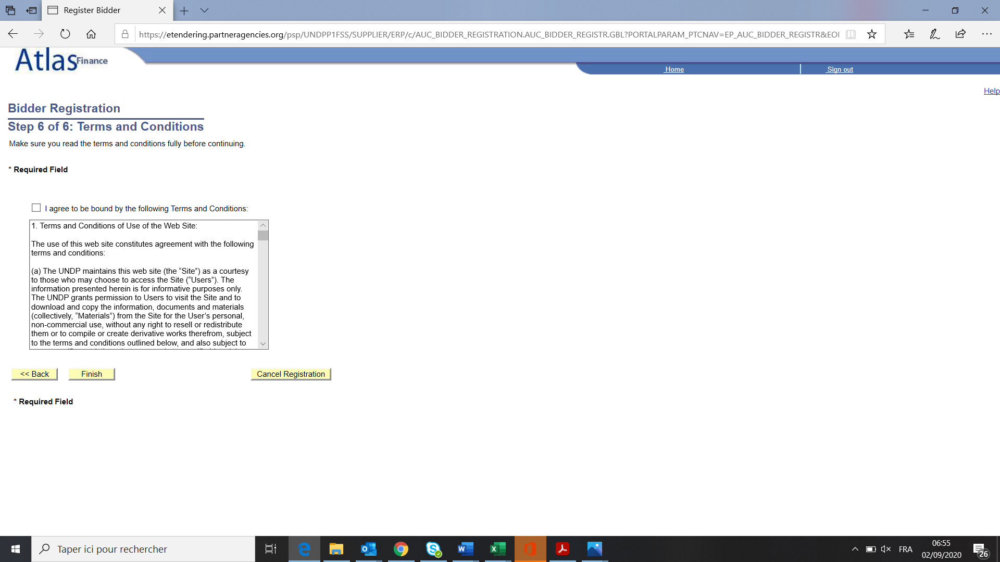 Register Bidder
https://etendering.partneragencies.org/psp/UNDPP1FSS/SUPPLIER/ERP/c/AUC_BIDDER_REGISTRATION.AUC_BIDDER_REGISTR.GBL?PORTALPARAM_PTCNAV=EP_AUC_BIDDER_REGISTR&EOI
Atlas Finance
Home
Sign out
Help
Bidder Registration
Step 6 of 6: Terms and Conditions
Make sure you read the terms and conditions fully before continuing.
* Required Field
I agree to be bound by the following Terms and Conditions:
1. Terms and Conditions of Use of the Web Site:
The use of this web site constitutes agreement with the following
terms and conditions:
(a) The UNDP maintains this web site (the “Site”) as a courtesy
to those who may choose to access the Site (“Users”). The
information presented herein is for informative purposes only.
The UNDP grants permission to Users to visit the Site and to
download and copy the information, documents and materials
(collectively, “Materials”) from the Site for the User’s personal,
non-commercial use, without any right to resell or redistribute
them or to compile or create derivative works therefrom, subject
to the terms and conditions outlined below, and also subject to
<< Back
Finish
Cancel Registration
* Required Field
Taper ici pour rechercher
FRA
06:55
02/09/2020
26